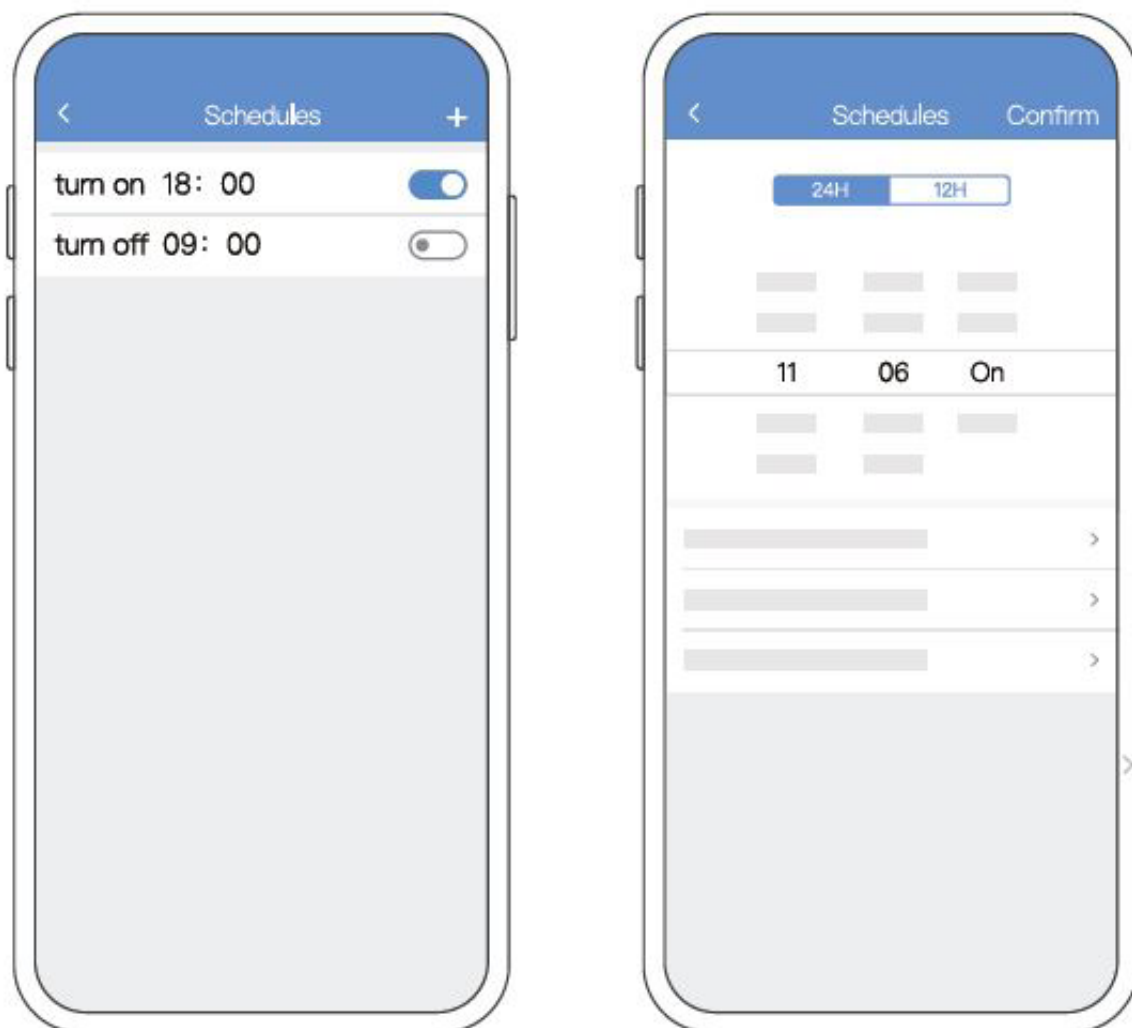 Schedules +
turn on 18: 00
turn off 09: 00
Schedules Confirm
24H 12H
11 06 On